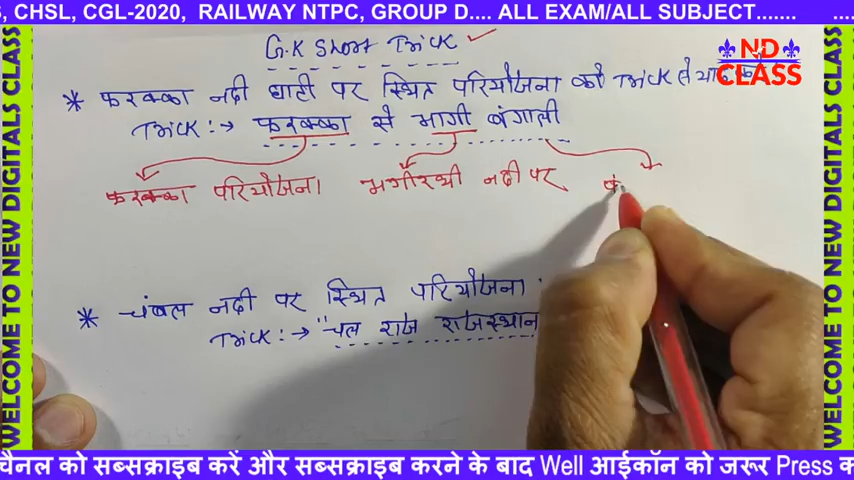 , CHSL, CGL-2020, RAILWAY NTPC, GROUP D.... ALL EXAM/ALL SUBJECT.......
G.K Short Trick
ND
CLASS
* फरक्का नदी घाटी पर स्थित परियोजना को Trick से
Trick :→ फरक्का से भागी बंगाली
फरक्का परियोजना। भगीरथी नदी पर
* चंबल नदी पर स्थित परियोजना
Trick :→ "चल राज राजस्थान
WELCOME TO NEW DIGITALS CLASS
WELCOME TO NEW DIGITALS CLASS
चैनल को सब्सक्राइब करें और सब्सक्राइब करने के बाद Well आईकॉन को जरूर Press